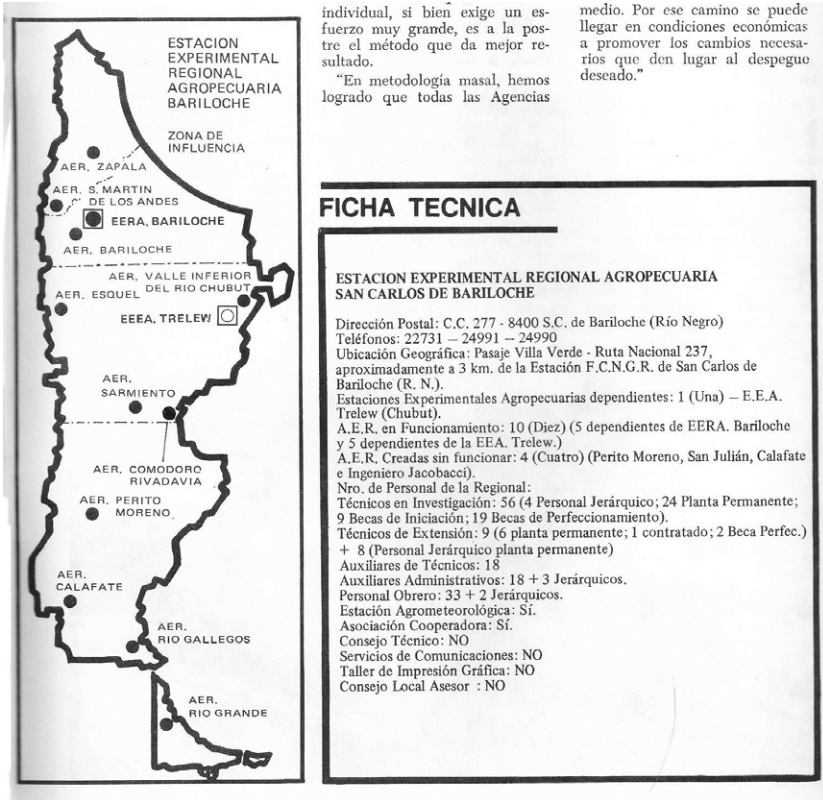 individual, si bien exige un es-
fuerzo muy grande, es a la pos-
tre el método que da mejor re-
sultado.
“En metodología masal, hemos
logrado que todas las Agencias
medio. Por ese camino se puede
llegar en condiciones económicas
a promover los cambios necesa-
rios que den lugar al despegue
deseado.”
ESTACION
EXPERIMENTAL
REGIONAL
AGROPECUARIA
BARILOCHE
ZONA DE
INFLUENCIA
AER. ZAPALA
AER. S. MARTIN
DE LOS ANDES
EERA. BARILOCHE
AER. BARILOCHE
AER. VALLE INFERIOR
DEL RIO CHUBUT
AER. ESQUEL
EEEA. TRELEW
AER.
SARMIENTO
AER. COMODORO
RIVADAVIA
AER. PERITO
MORENO
AER.
CALAFATE
AER.
RIO GALLEGOS
AER.
RIO GRANDE
FICHA TECNICA
ESTACION EXPERIMENTAL REGIONAL AGROPECUARIA
SAN CARLOS DE BARILOCHE
Dirección Postal: C.C. 277 - 8400 S.C. de Bariloche (Río Negro)
Teléfonos: 22731 – 24991 – 24990
Ubicación Geográfica: Pasaje Villa Verde - Ruta Nacional 237,
aproximadamente a 3 km. de la Estación F.C.N.G.R. de San Carlos de
Bariloche (R. N.).
Estaciones Experimentales Agropecuarias dependientes: 1 (Una) – E.E.A.
Trelew (Chubut).
A.E.R. en Funcionamiento: 10 (Diez) (5 dependientes de EERA. Bariloche
y 5 dependientes de la EEA. Trelew.)
A.E.R. Creadas sin funcionar: 4 (Cuatro) (Perito Moreno, San Julián, Calafate
e Ingeniero Jacobacci).
Nro. de Personal de la Regional:
Técnicos en Investigación: 56 (4 Personal Jerárquico; 24 Planta Permanente;
9 Becas de Iniciación; 19 Becas de Perfeccionamiento).
Técnicos de Extensión: 9 (6 planta permanente; 1 contratado; 2 Beca Perfec.)
+ 8 (Personal Jerárquico planta permanente)
Auxiliares de Técnicos: 18
Auxiliares Administrativos: 18 + 3 Jerárquicos.
Personal Obrero: 33 + 2 Jerárquicos.
Estación Agrometeorológica: Sí.
Asociación Cooperadora: Sí.
Consejo Técnico: NO
Servicios de Comunicaciones: NO
Taller de Impresión Gráfica: NO
Consejo Local Asesor : NO